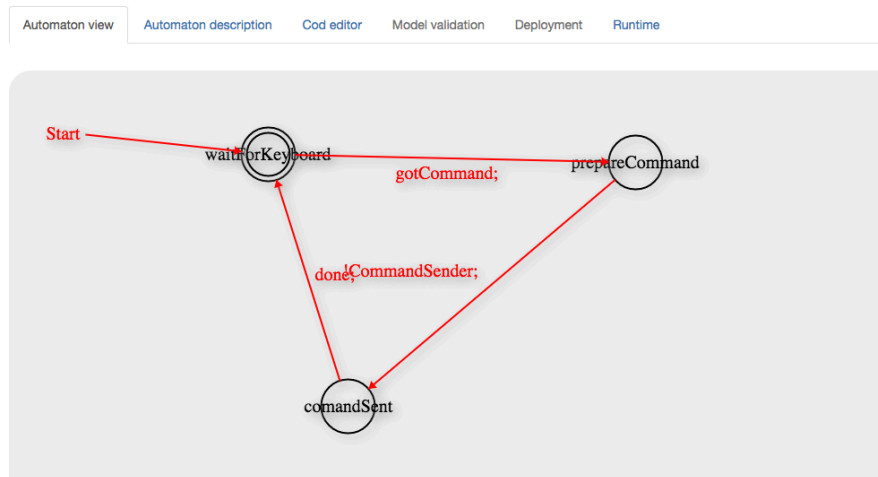 Automaton view Automaton description Cod editor Model validation Deployment Runtime
Start
waitForKeyboard
prepareCommand
gotCommand;
done;
!CommandSender;
comandSent